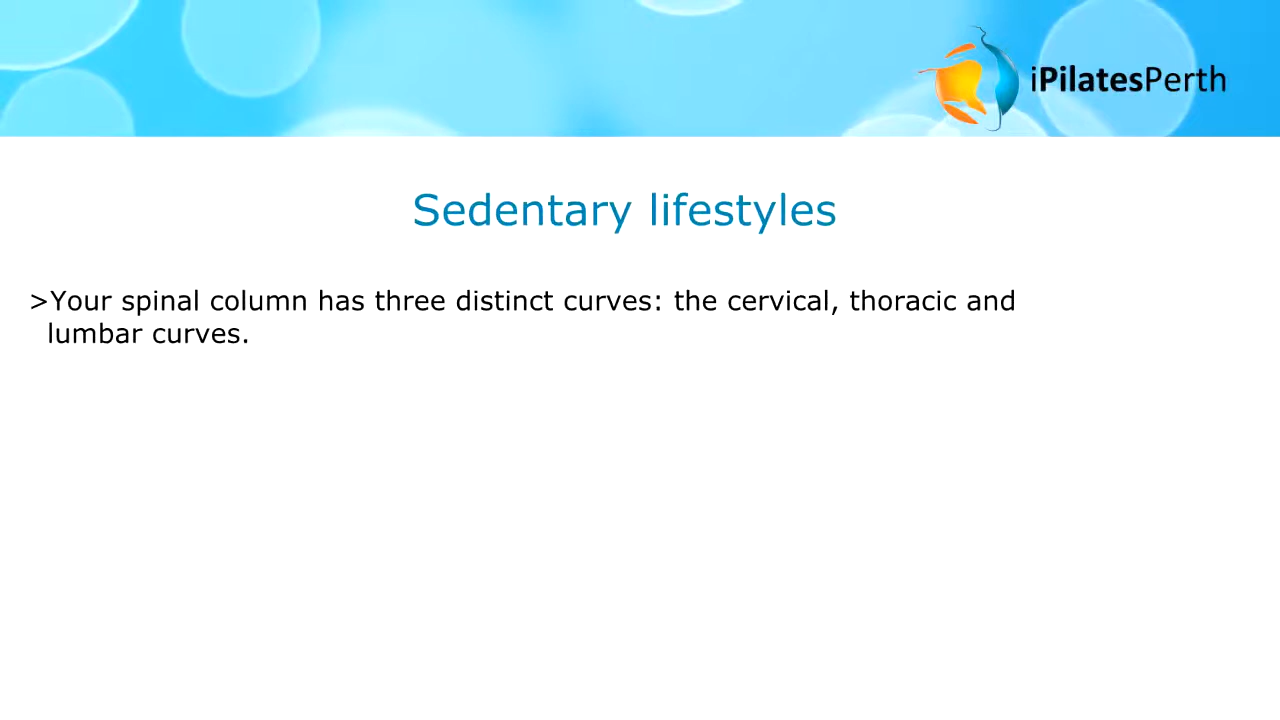 iPilatesPerth
Sedentary lifestyles
>Your spinal column has three distinct curves: the cervical, thoracic and
lumbar curves.